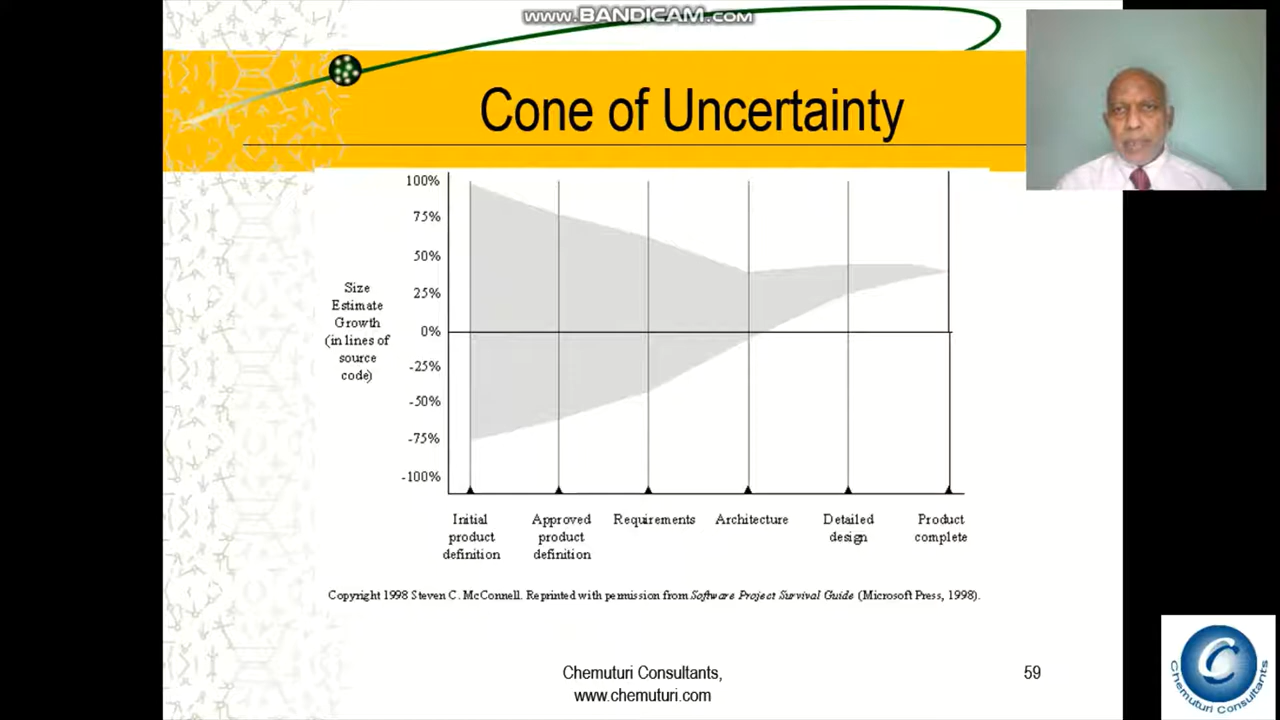 www.BANDICAM.com
Cone of Uncertainty
100%
75%
50%
25%
0%
-25%
-50%
-75%
-100%
Size
Estimate
Growth
(in lines of
source
code)
Initial
product
definition
Approved
product
definition
Requirements
Architecture
Detailed
design
Product
complete
Copyright 1998 Steven C. McConnell. Reprinted with permission from Software Project Survival Guide (Microsoft Press, 1998).
Chemuturi Consultants,
www.chemuturi.com
59
C
Chemuturi Consultants